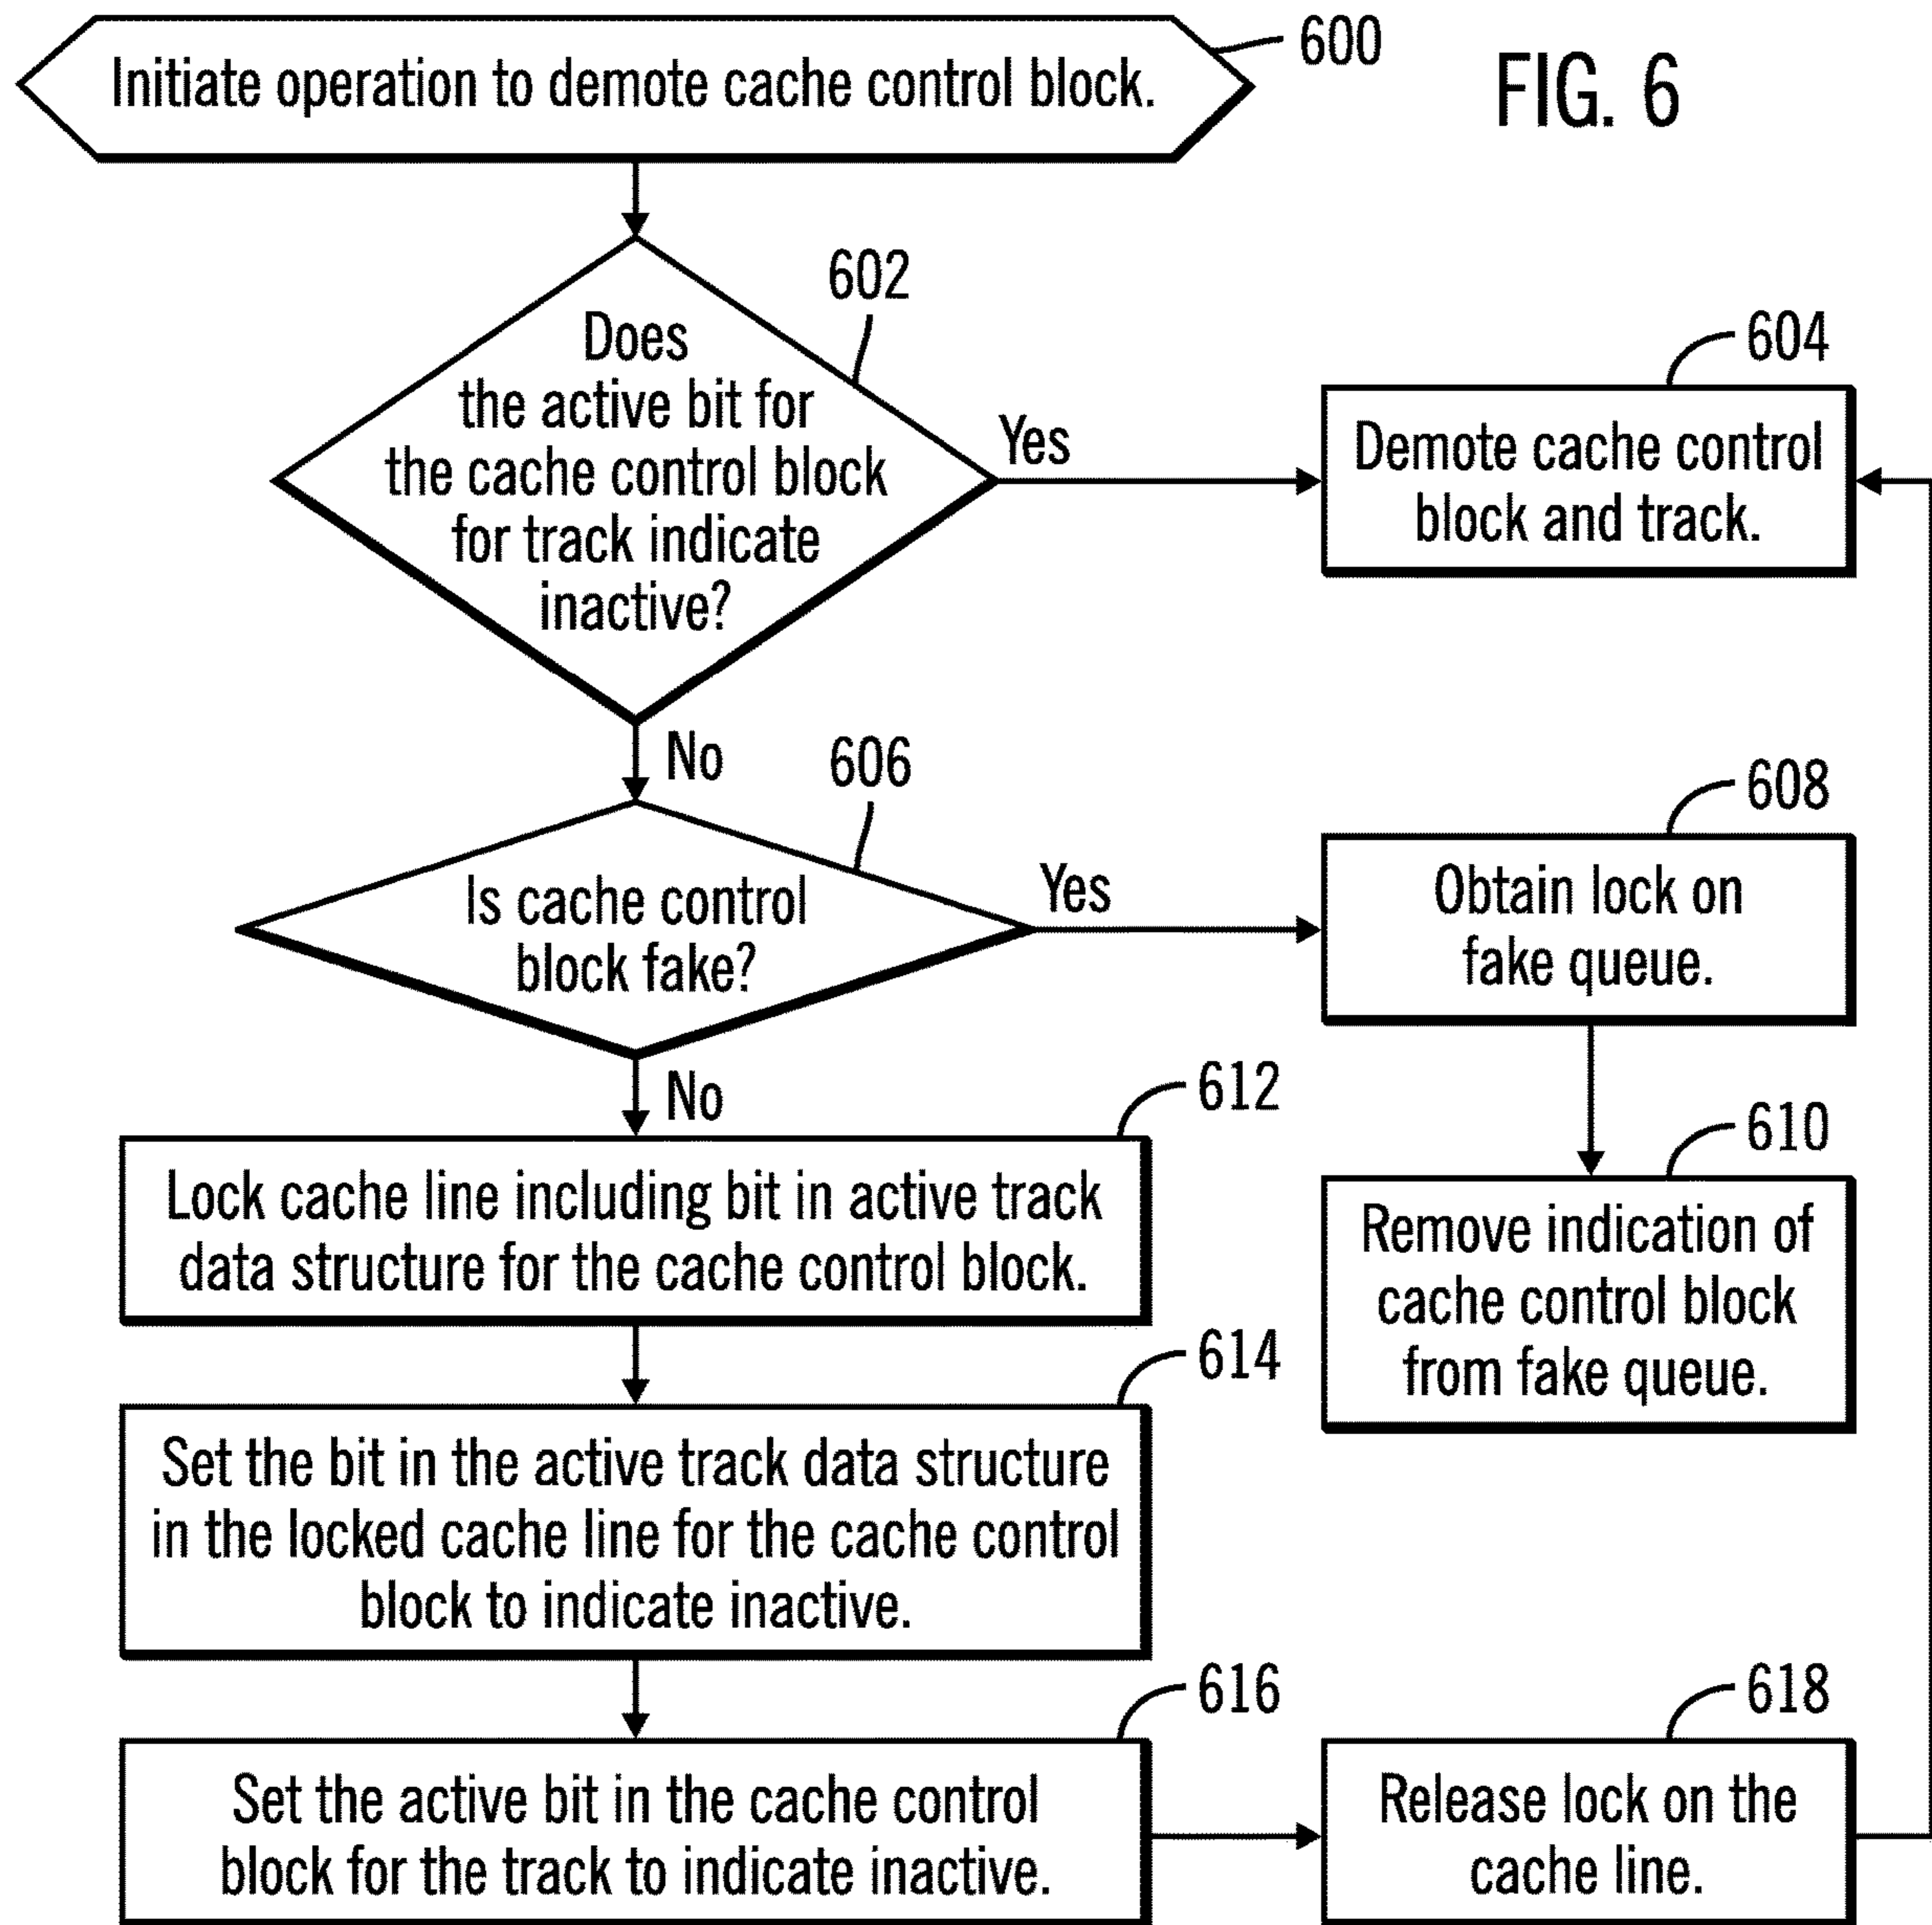 600
FIG. 6
Initiate operation to demote cache control block.
602
Does
the active bit for
the cache control block
for track indicate
inactive?
Yes
604
Demote cache control
block and track.
No
606
Is cache control
block fake?
Yes
608
Obtain lock on
fake queue.
610
Remove indication of
cache control block
from fake queue.
No
612
Lock cache line including bit in active track
data structure for the cache control block.
614
Set the bit in the active track data structure
in the locked cache line for the cache control
block to indicate inactive.
616
Set the active bit in the cache control
block for the track to indicate inactive.
618
Release lock on the
cache line.